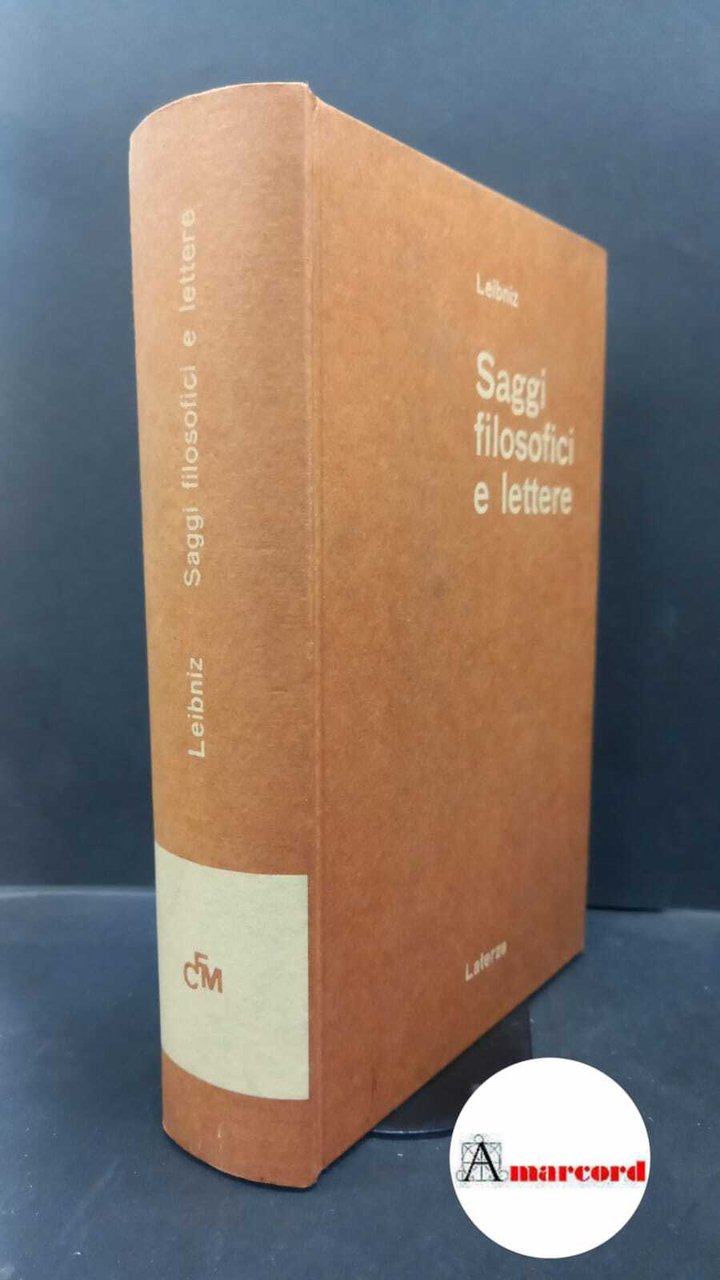 Leibniz Saggi filosofici e lettere
CFM
Leibniz
Saggi
filosofici
e lettere
Laterza
Amarcord